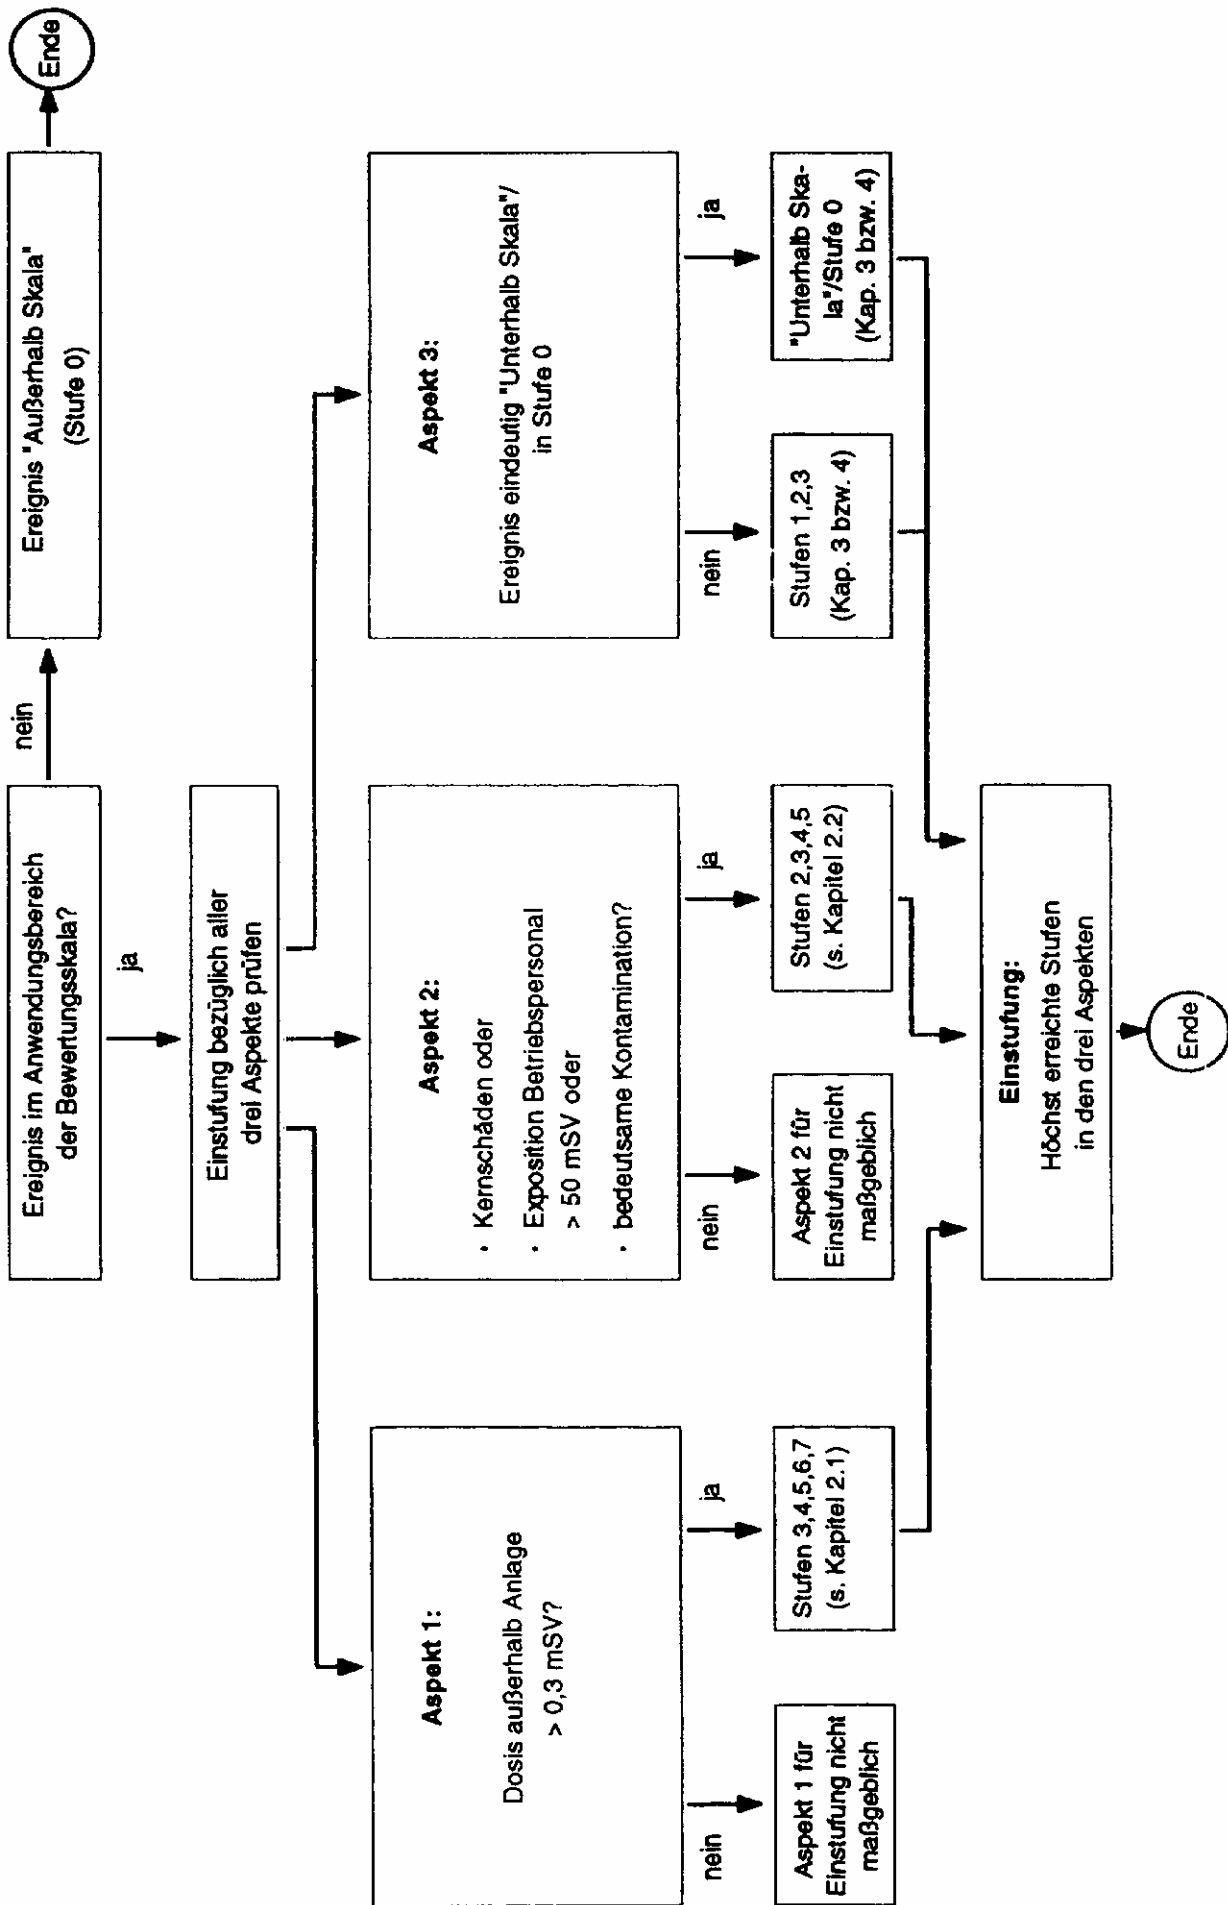 Ereignis im Anwendungsbereich
der Bewertungsskala?
nein
Ereignis "Außerhalb Skala"
(Stufe 0)
Ende
ja
Einstufung bezüglich aller
drei Aspekte prüfen
Aspekt 1:
Dosis außerhalb Anlage
> 0,3 mSV?
nein
ja
Aspekt 1 für
Einstufung nicht
maßgeblich
Stufen 3,4,5,6,7
(s. Kapitel 2.1)
Aspekt 2:
· Kernschäden oder
· Exposition Betriebspersonal
> 50 mSV oder
· bedeutsame Kontamination?
nein
ja
Aspekt 2 für
Einstufung nicht
maßgeblich
Stufen 2,3,4,5
(s. Kapitel 2.2)
Aspekt 3:
Ereignis eindeutig "Unterhalb Skala"/
in Stufe 0
nein
ja
Stufen 1,2,3
(Kap. 3 bzw. 4)
"Unterhalb Ska-
la"/Stufe 0
(Kap. 3 bzw. 4)
Einstufung:
Höchst erreichte Stufen
in den drei Aspekten
Ende